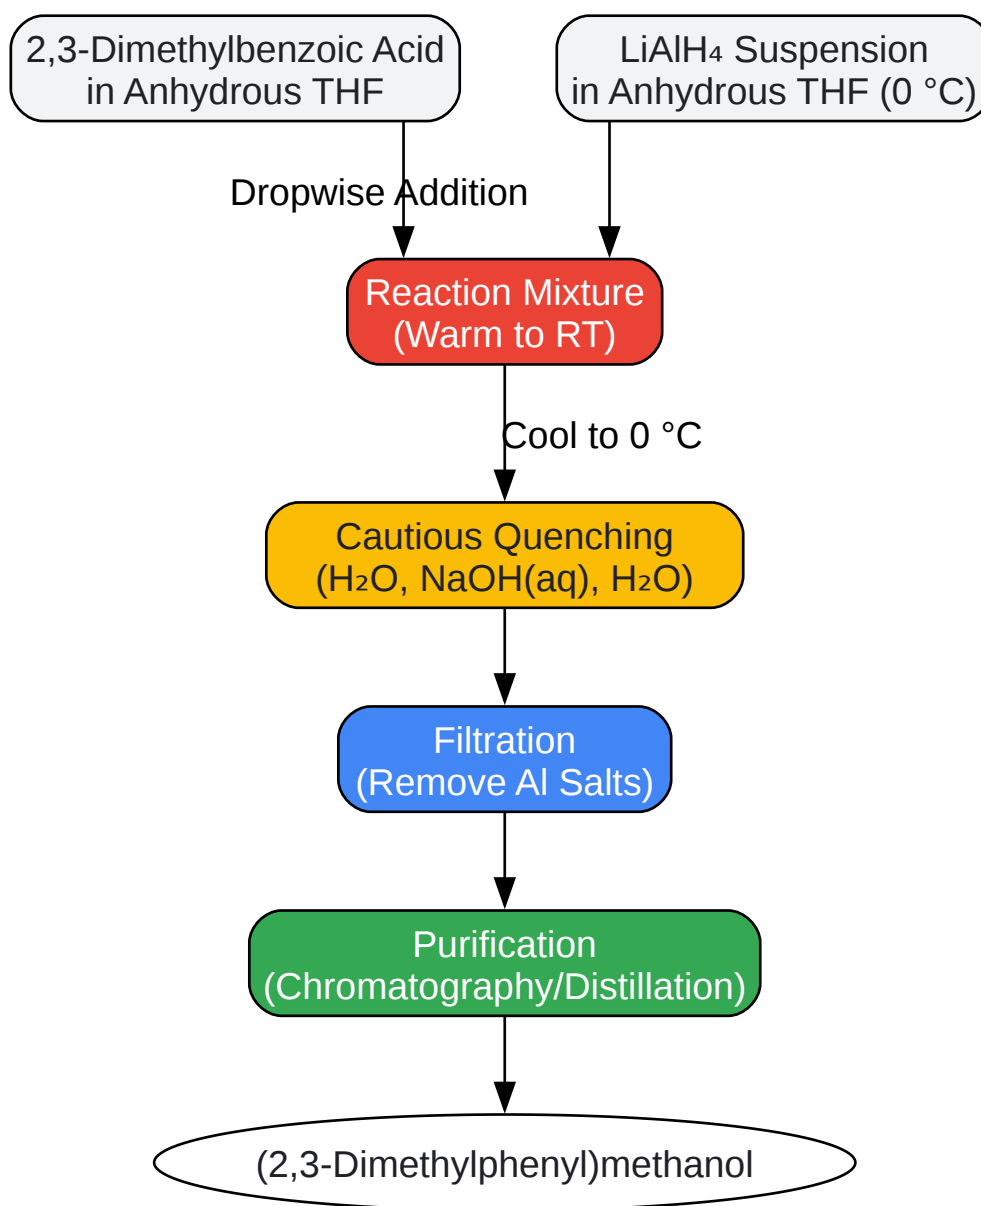 2,3-Dimethylbenzoic Acid
in Anhydrous THF
LiAlH₄ Suspension
in Anhydrous THF (0 °C)
Dropwise Addition
Reaction Mixture
(Warm to RT)
Cool to 0 °C
Cautious Quenching
(H₂O, NaOH(aq), H₂O)
Filtration
(Remove Al Salts)
Purification
(Chromatography/Distillation)
(2,3-Dimethylphenyl)methanol